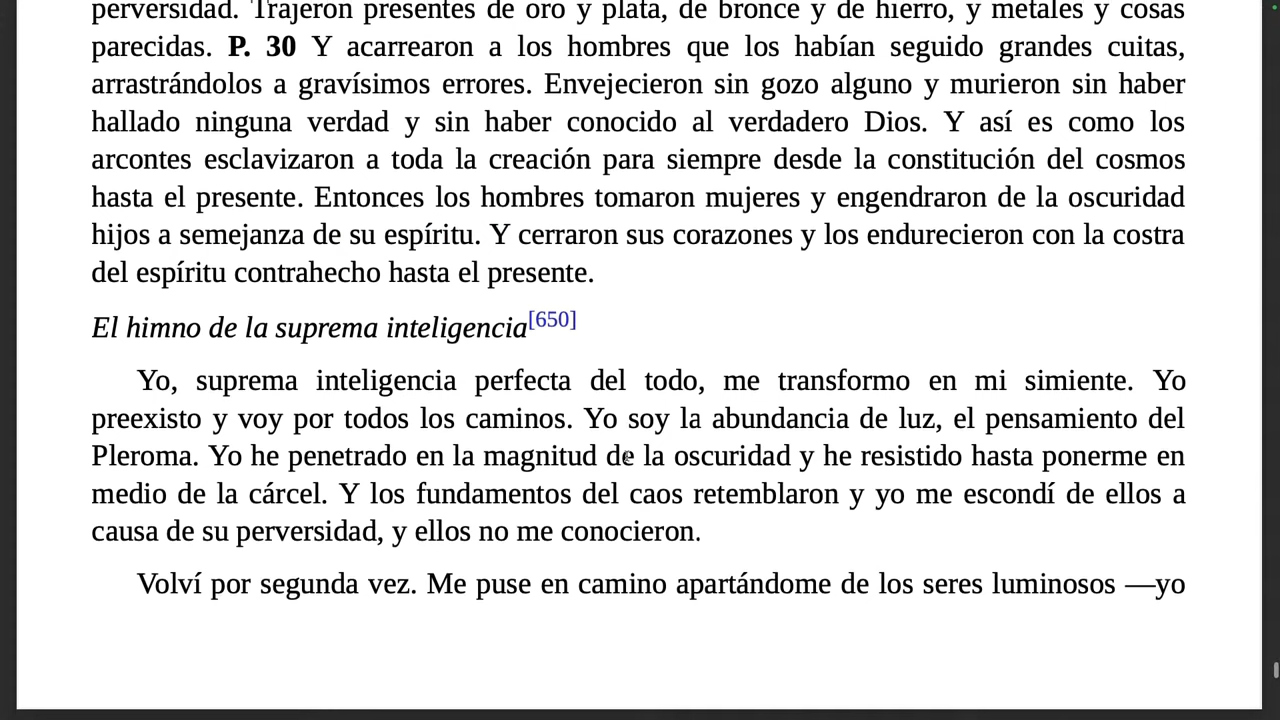 perversidad. Trajeron presentes de oro y plata, de bronce y de hierro, y metales y cosas
parecidas. P. 30 Y acarrearon a los hombres que los habían seguido grandes cuitas,
arrastrándolos a gravísimos errores. Envejecieron sin gozo alguno y murieron sin haber
hallado ninguna verdad y sin haber conocido al verdadero Dios. Y así es como los
arcontes esclavizaron a toda la creación para siempre desde la constitución del cosmos
hasta el presente. Entonces los hombres tomaron mujeres y engendraron de la oscuridad
hijos a semejanza de su espíritu. Y cerraron sus corazones y los endurecieron con la costra
del espíritu contrahecho hasta el presente.
El himno de la suprema inteligencia[650]
Yo, suprema inteligencia perfecta del todo, me transformo en mi simiente. Yo
preexisto y voy por todos los caminos. Yo soy la abundancia de luz, el pensamiento del
Pleroma. Yo he penetrado en la magnitud de la oscuridad y he resistido hasta ponerme en
medio de la cárcel. Y los fundamentos del caos retemblaron y yo me escondí de ellos a
causa de su perversidad, y ellos no me conocieron.
Volví por segunda vez. Me puse en camino apartándome de los seres luminosos —yo